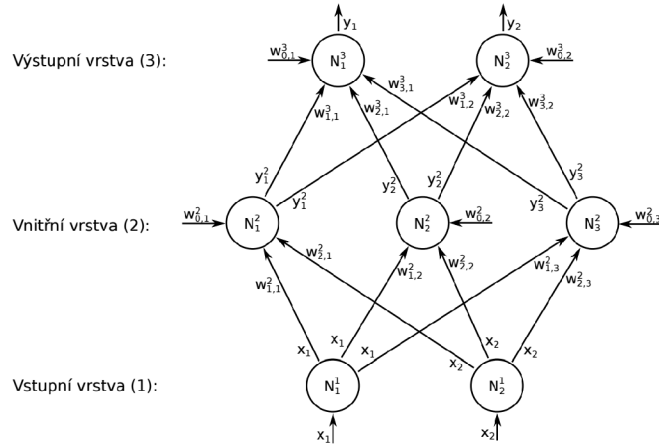 y₁ y₂
Výstupní vrstva (3): w³₀,₁ N³₁ N³₂ w³₀,₂
w³₃,₁
w³₁,₁ w³₂,₁ w³₁,₂ w³₂,₂ w³₃,₂
y²₁ y²₁ y²₂ y²₂ y²₃ y²₃
Vnitřní vrstva (2): w²₀,₁ N²₁ N²₂ w²₀,₂ N²₃ w²₀,₃
w²₁,₁ w²₂,₁ w²₁,₂ w²₂,₂ w²₁,₃ w²₂,₃
x₁ x₁ x₁ x₂ x₂ x₂
Vstupní vrstva (1): N¹₁ N¹₂
x₁ x₂